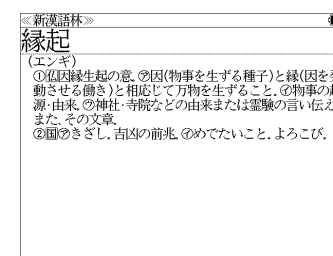 ≪新漢語林≫
縁起
(エンギ)
①仏因縁生起の意.㋐因(物事を生ずる種子)と縁(因を
動させる働き)と相応じて万物を生ずること.㋑物事の
源・由来.㋒神社・寺院などの由来または霊験の言い伝え
また、その文章.
②国㋐きざし.吉凶の前兆.㋑めでたいこと.よろこび.